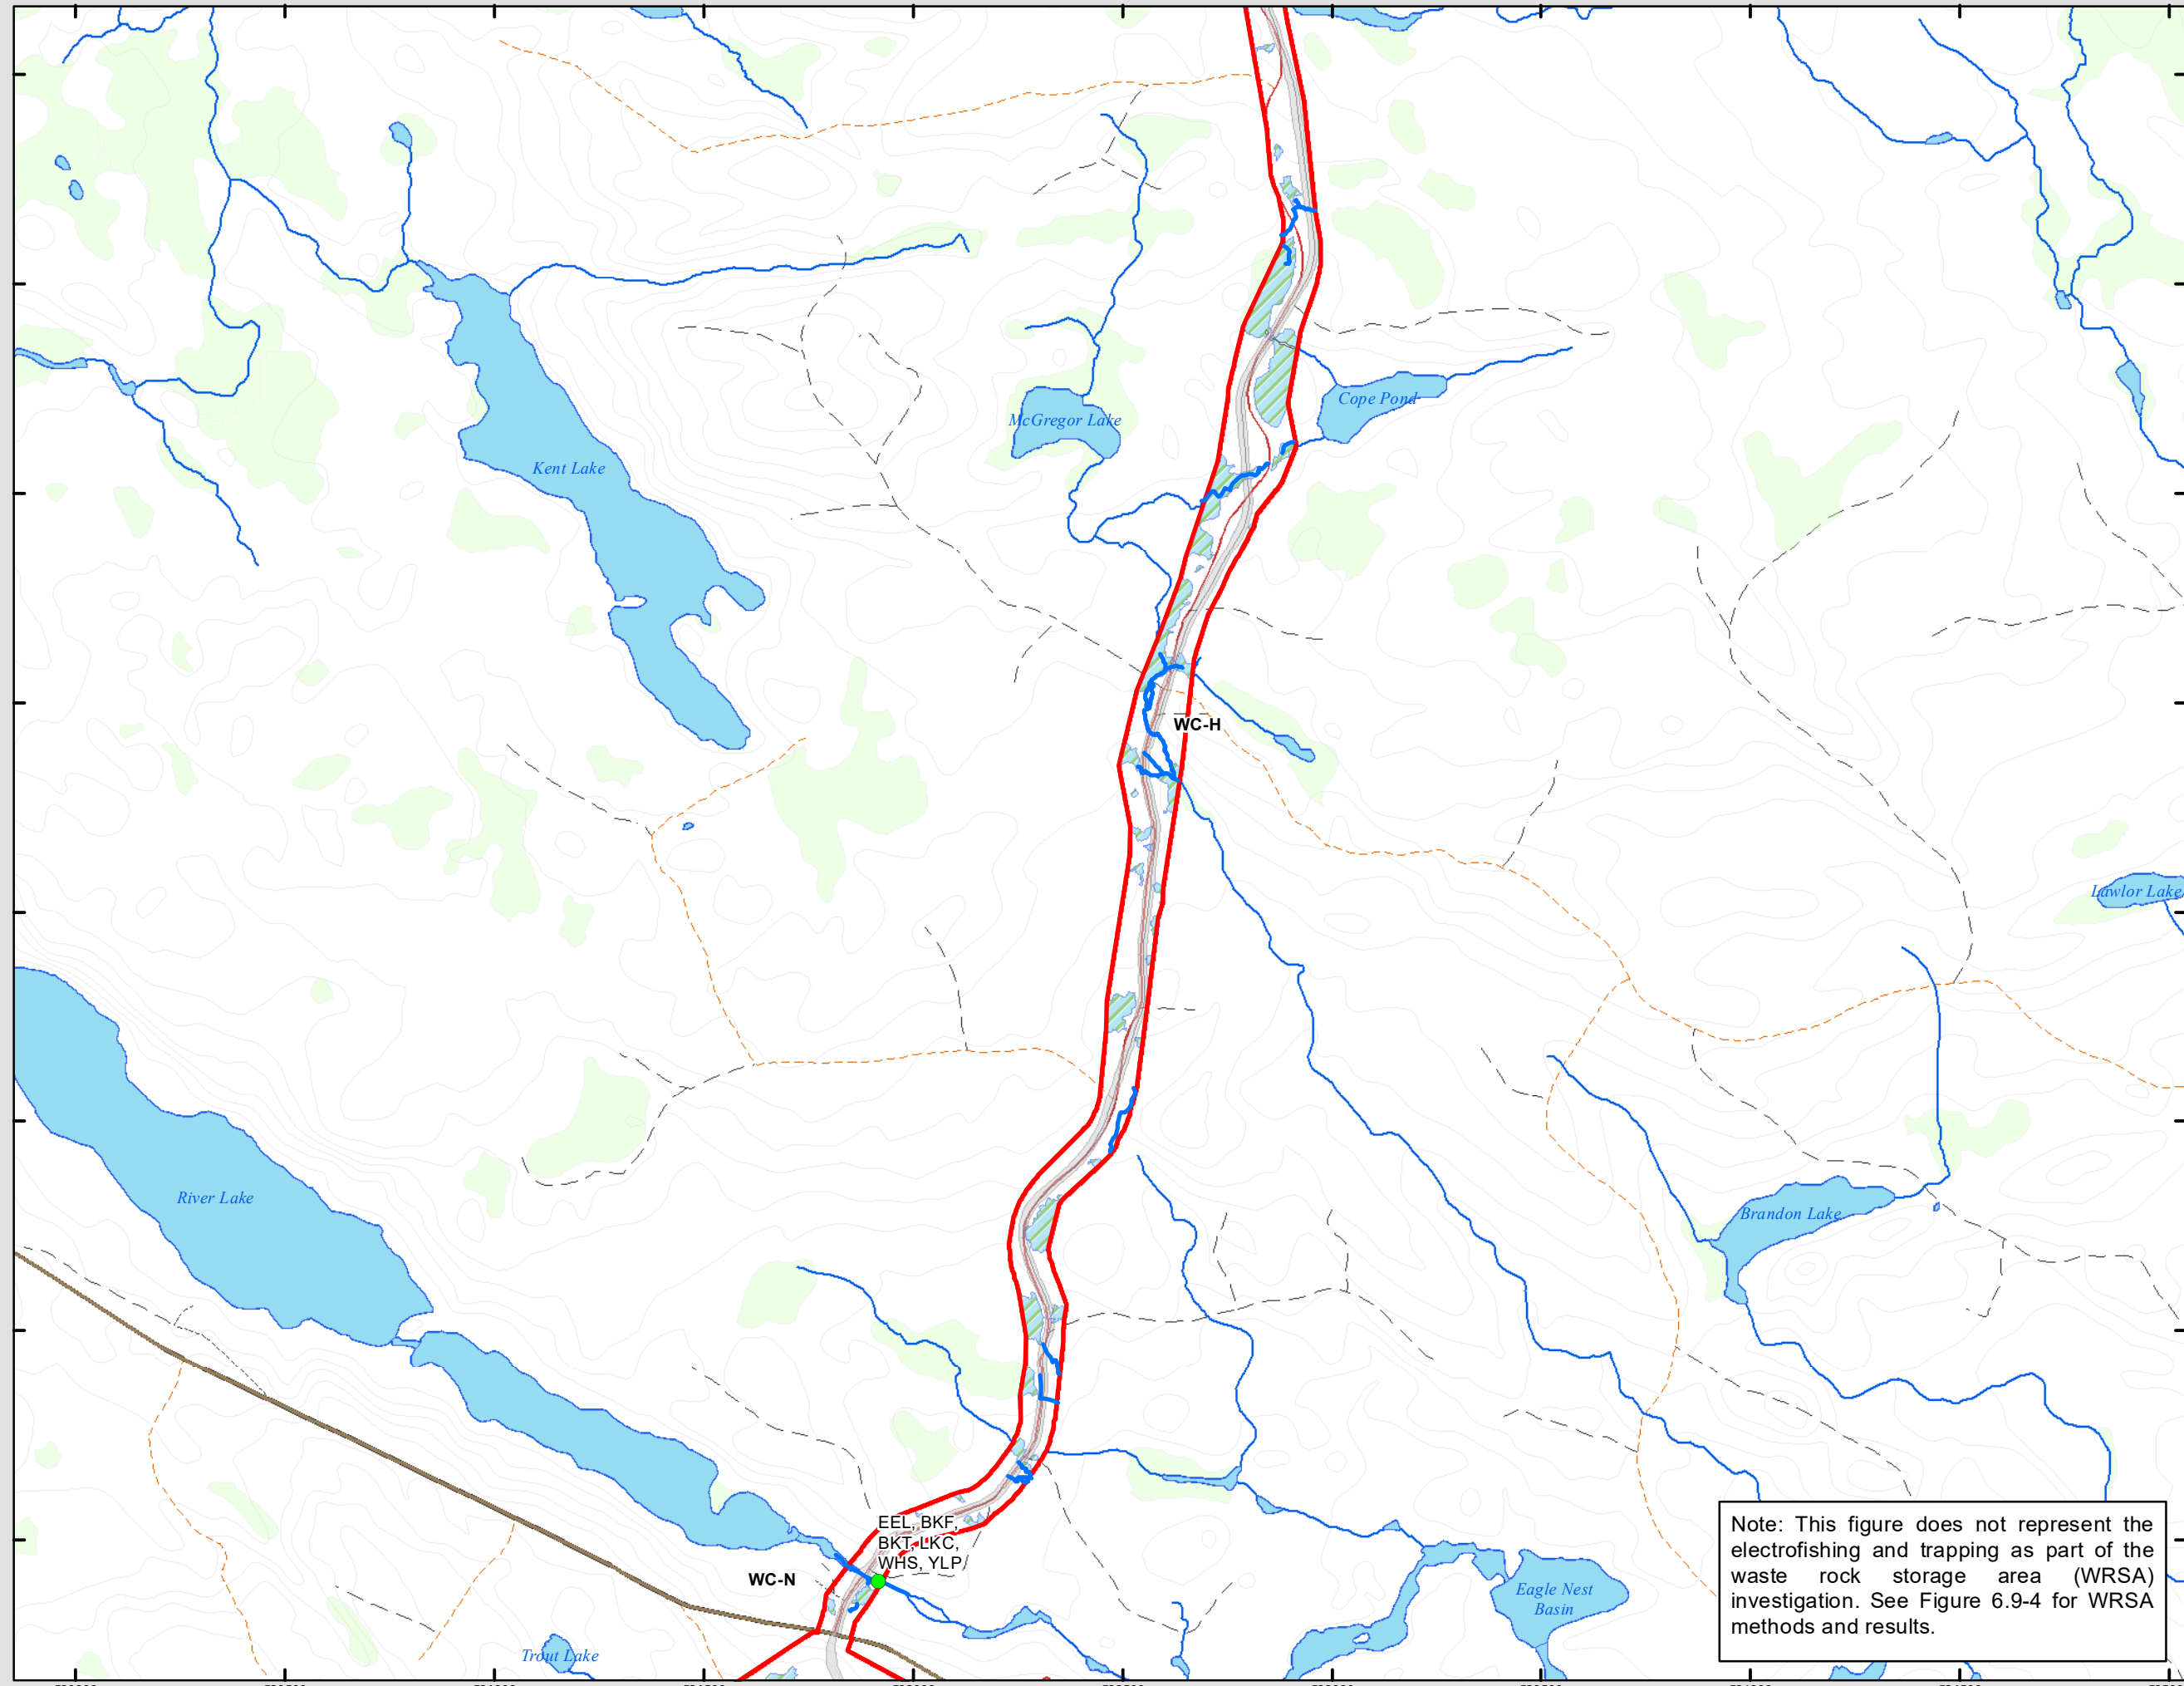 Cope Pond
McGregor Lake
Kent Lake
WC-H
Lawlor Lake
River Lake
Brandon Lake
EEL, BKF,
BKT, LKC,
WHS, YLP
WC-N
Eagle Nest
Basin
Trout Lake
Note: This figure does not represent the
electrofishing and trapping as part of the
waste rock storage area (WRSA)
investigation. See Figure 6.9-4 for WRSA
methods and results.